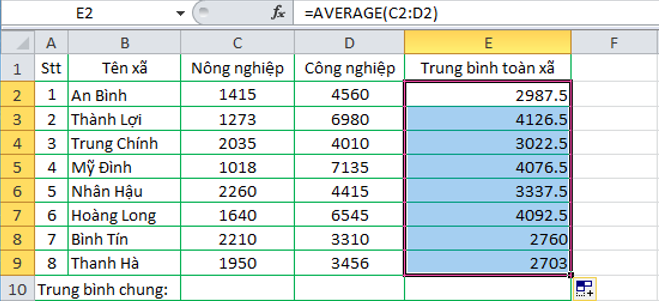 E2 fx =AVERAGE(C2:D2)
A B C D E F
1 Stt Tên xã Nông nghiệp Công nghiệp Trung bình toàn xã
2 1 An Bình 1415 4560 2987.5
3 2 Thành Lợi 1273 6980 4126.5
4 3 Trung Chính 2035 4010 3022.5
5 4 Mỹ Đình 1018 7135 4076.5
6 5 Nhân Hậu 2260 4415 3337.5
7 6 Hoàng Long 1640 6545 4092.5
8 7 Bình Tín 2210 3310 2760
9 8 Thanh Hà 1950 3456 2703
10 Trung bình chung: